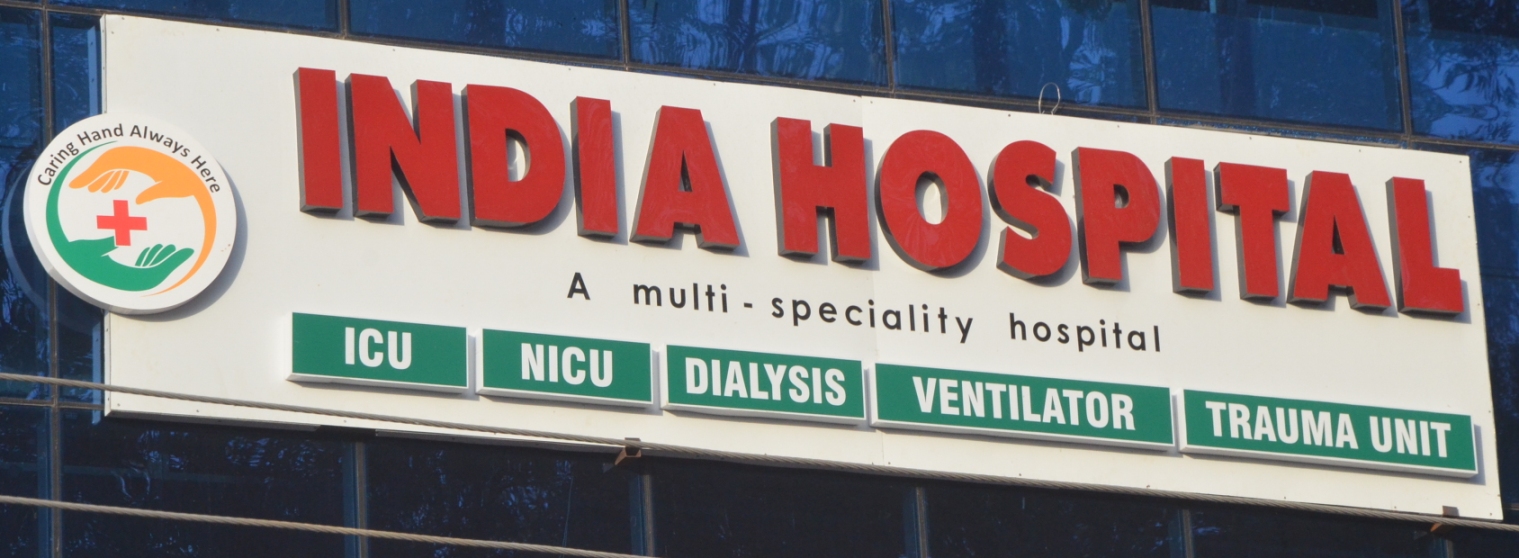 Caring Hand Always Here
INDIA HOSPITAL
A multi - speciality hospital
ICU NICU DIALYSIS VENTILATOR TRAUMA UNIT